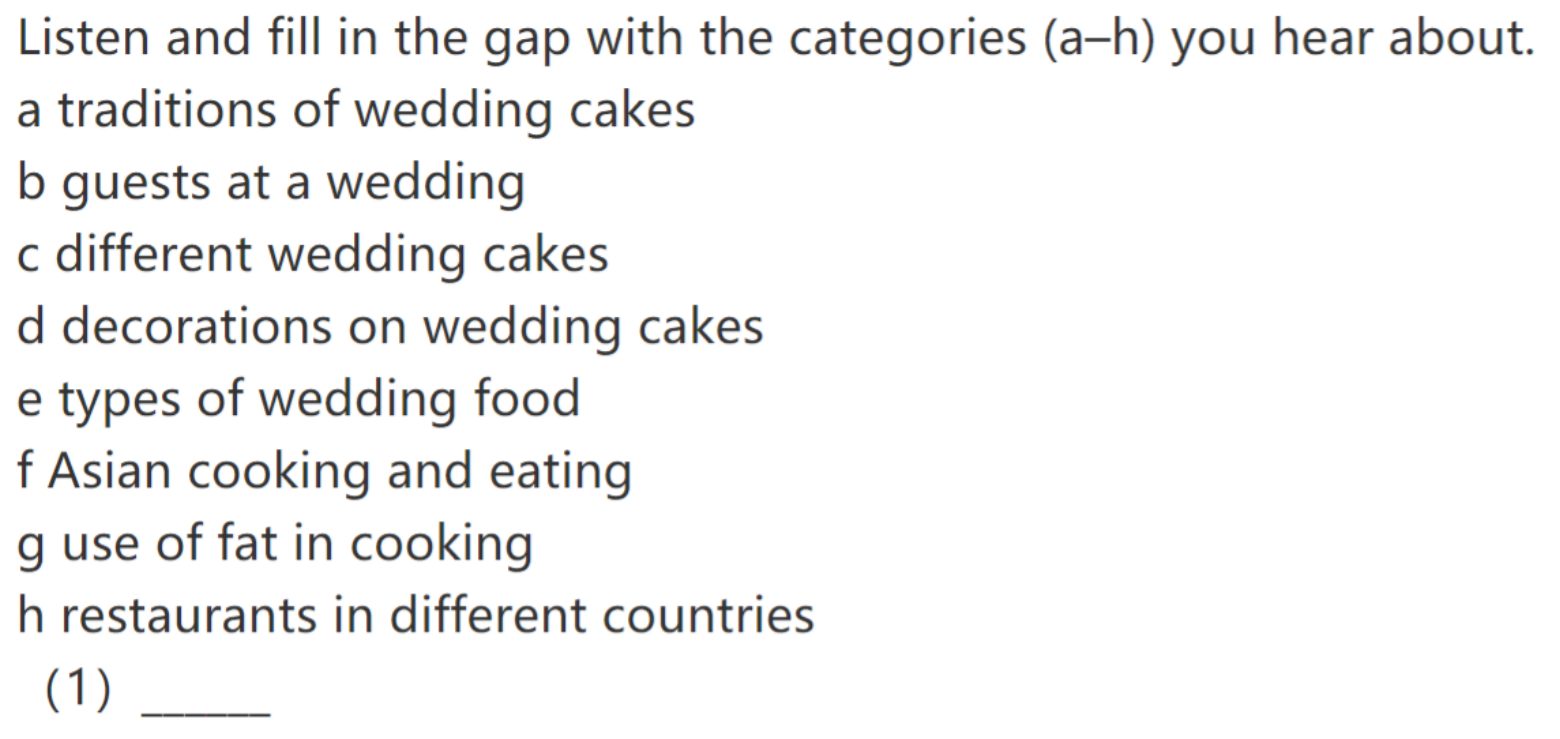 Listen and fill in the gap with the categories (a–h) you hear about.
a traditions of wedding cakes
b guests at a wedding
c different wedding cakes
d decorations on wedding cakes
e types of wedding food
f Asian cooking and eating
g use of fat in cooking
h restaurants in different countries
(1) ______